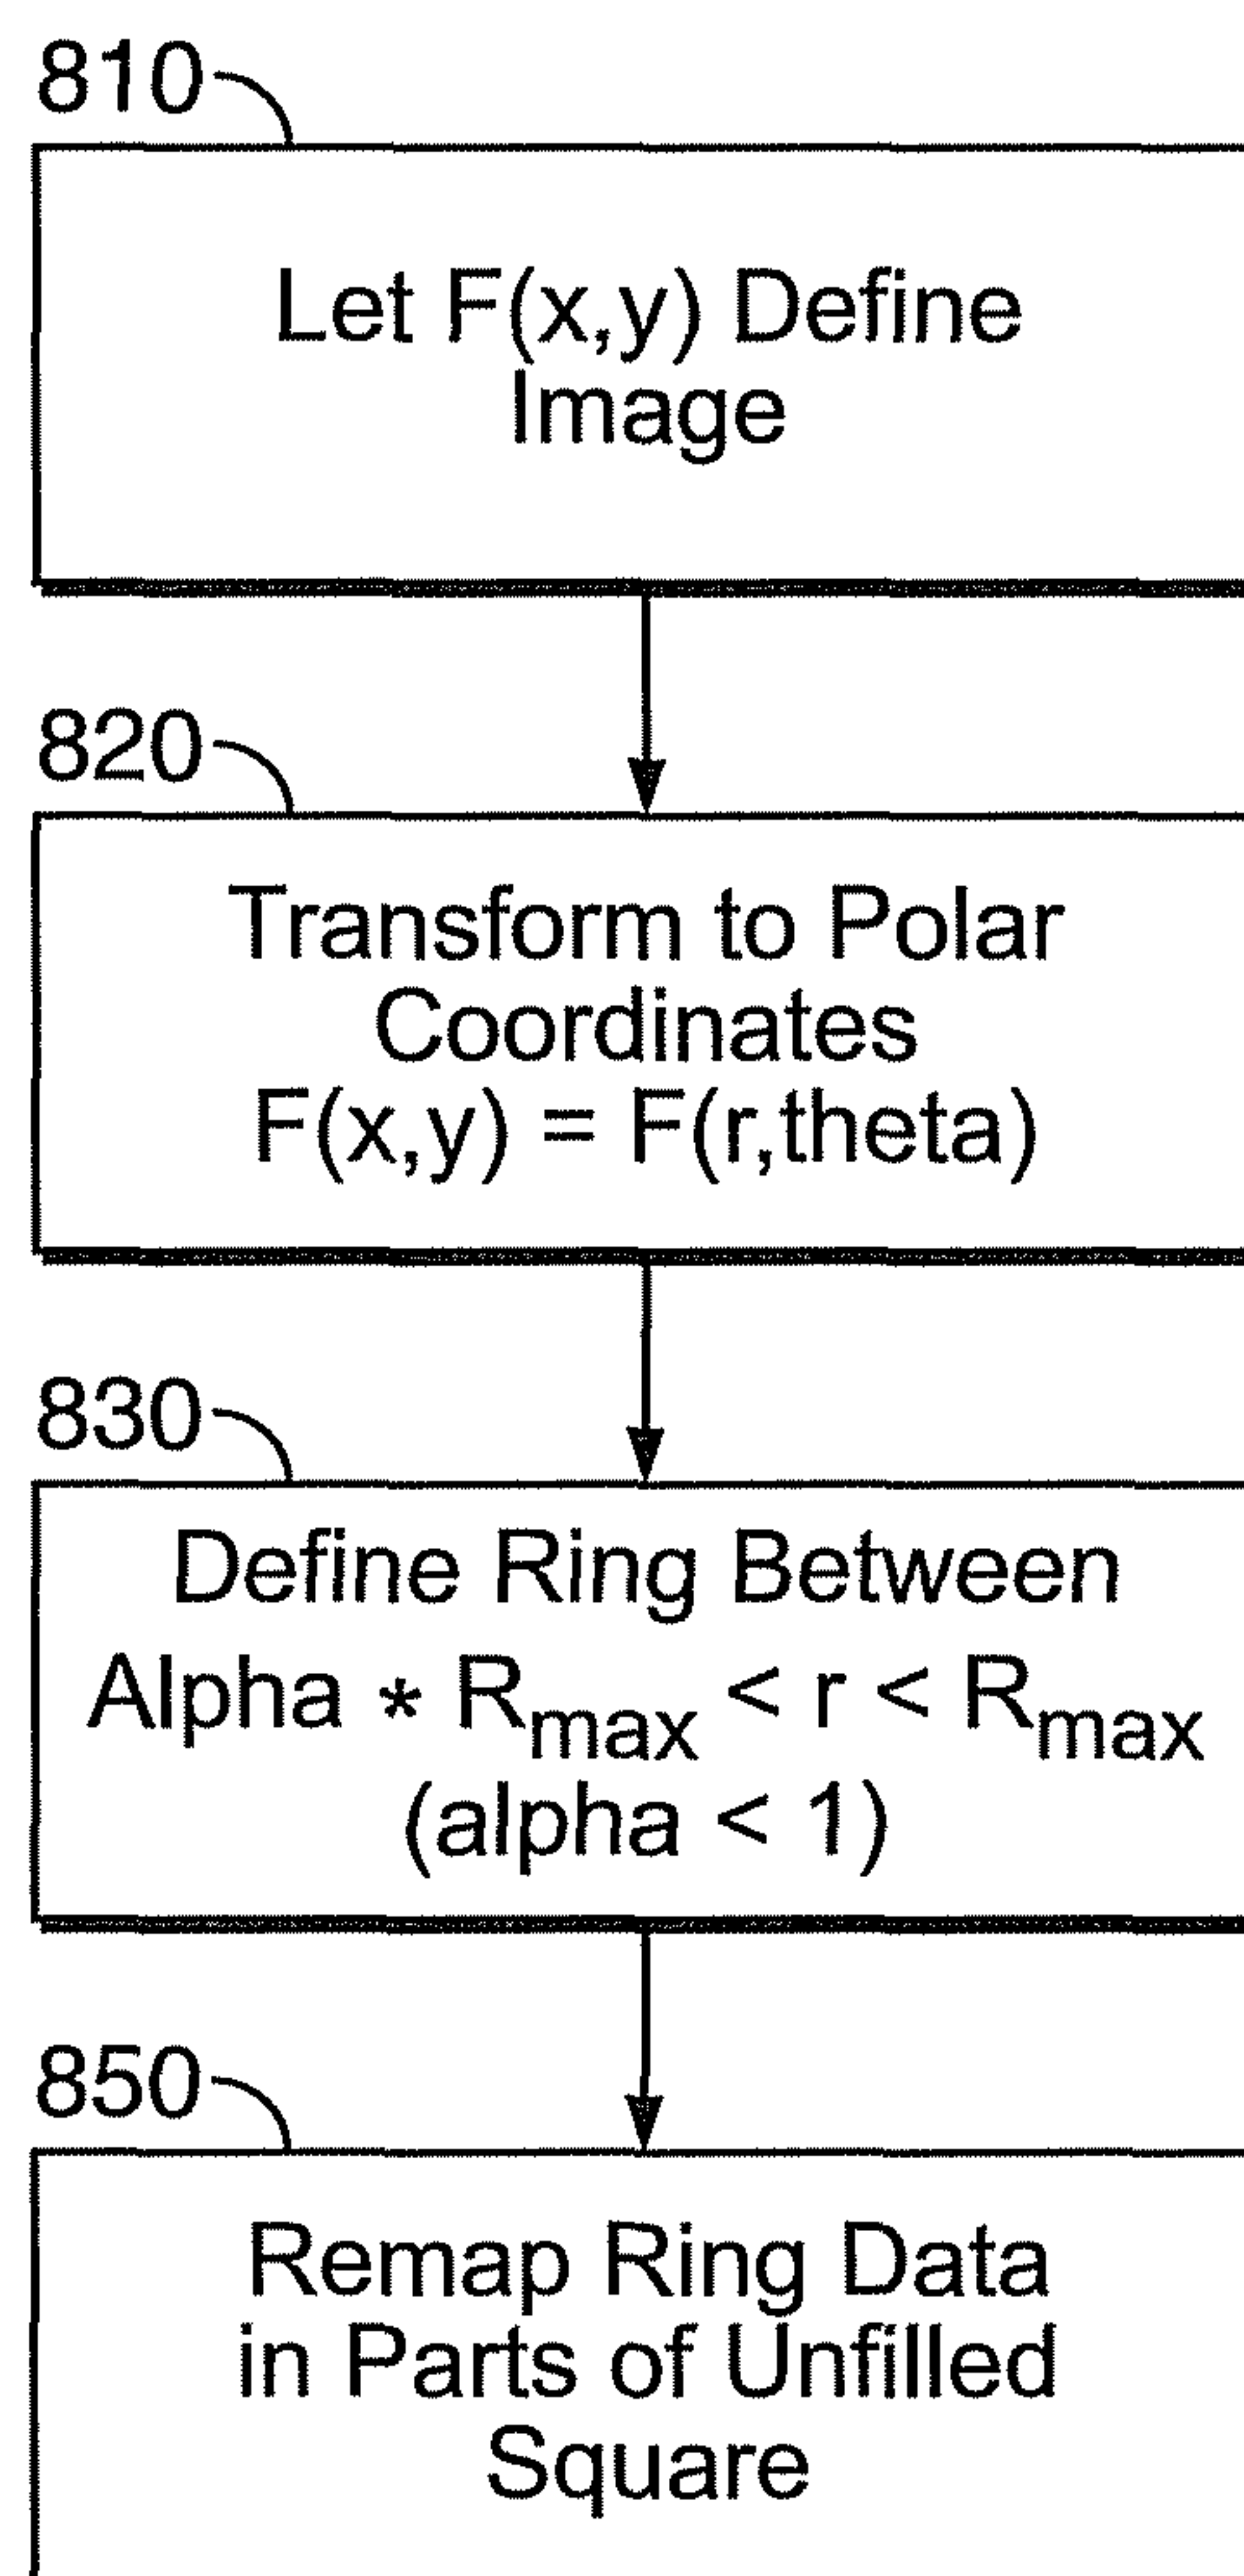 810
Let F(x,y) Define
Image
820
Transform to Polar
Coordinates
F(x,y) = F(r,theta)
830
Define Ring Between
Alpha * Rmax < r < Rmax
(alpha < 1)
850
Remap Ring Data
in Parts of Unfilled
Square